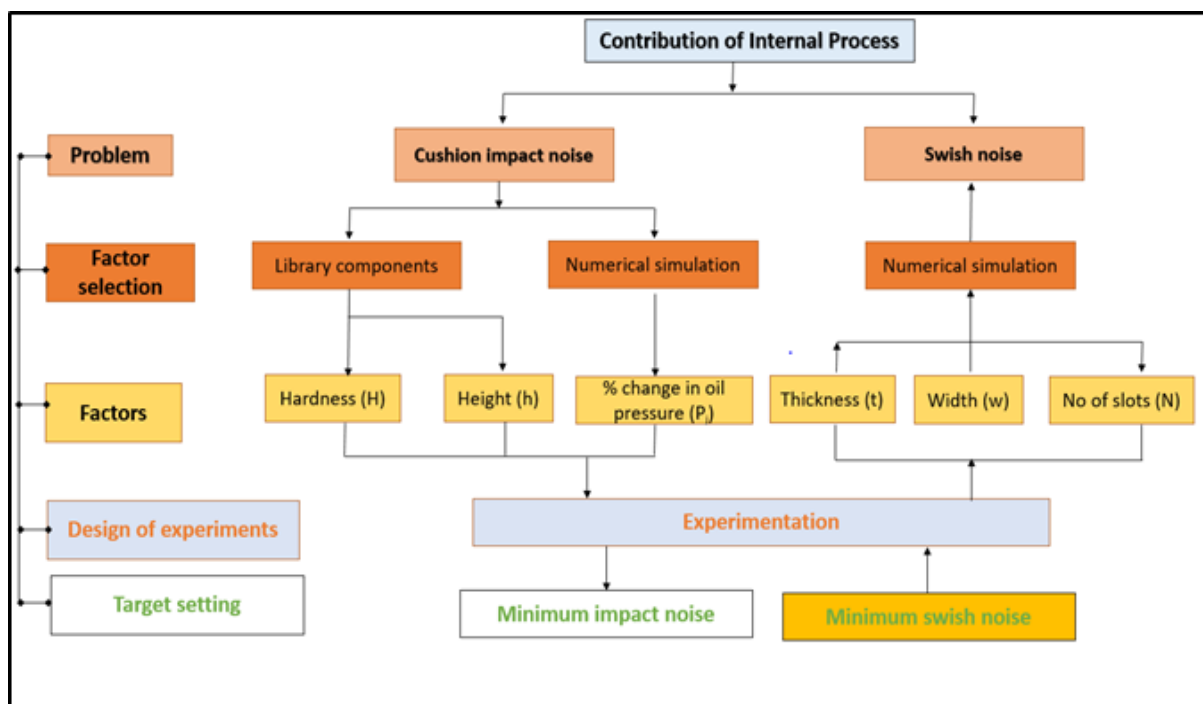 Contribution of Internal Process
Problem
Cushion impact noise
Swish noise
Factor
selection
Library components
Numerical simulation
Numerical simulation
Factors
Hardness (H)
Height (h)
% change in oil
pressure (Pⱼ)
Thickness (t)
Width (w)
No of slots (N)
Design of experiments
Experimentation
Target setting
Minimum impact noise
Minimum swish noise